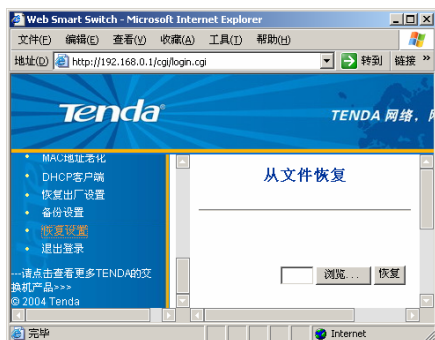 Web Smart Switch - Microsoft Internet Explorer
文件(F) 编辑(E) 查看(V) 收藏(A) 工具(T) 帮助(H)
地址(D) http://192.168.0.1/cgi/login.cgi 转到 链接 »
Tenda
TENDA 网络，
MAC地址老化
DHCP客户端
恢复出厂设置
备份设置
恢复设置
退出登录
---请点击查看更多TENDA的交
换机产品>>>
© 2004 Tenda
从文件恢复
浏览... 恢复
完毕 Internet